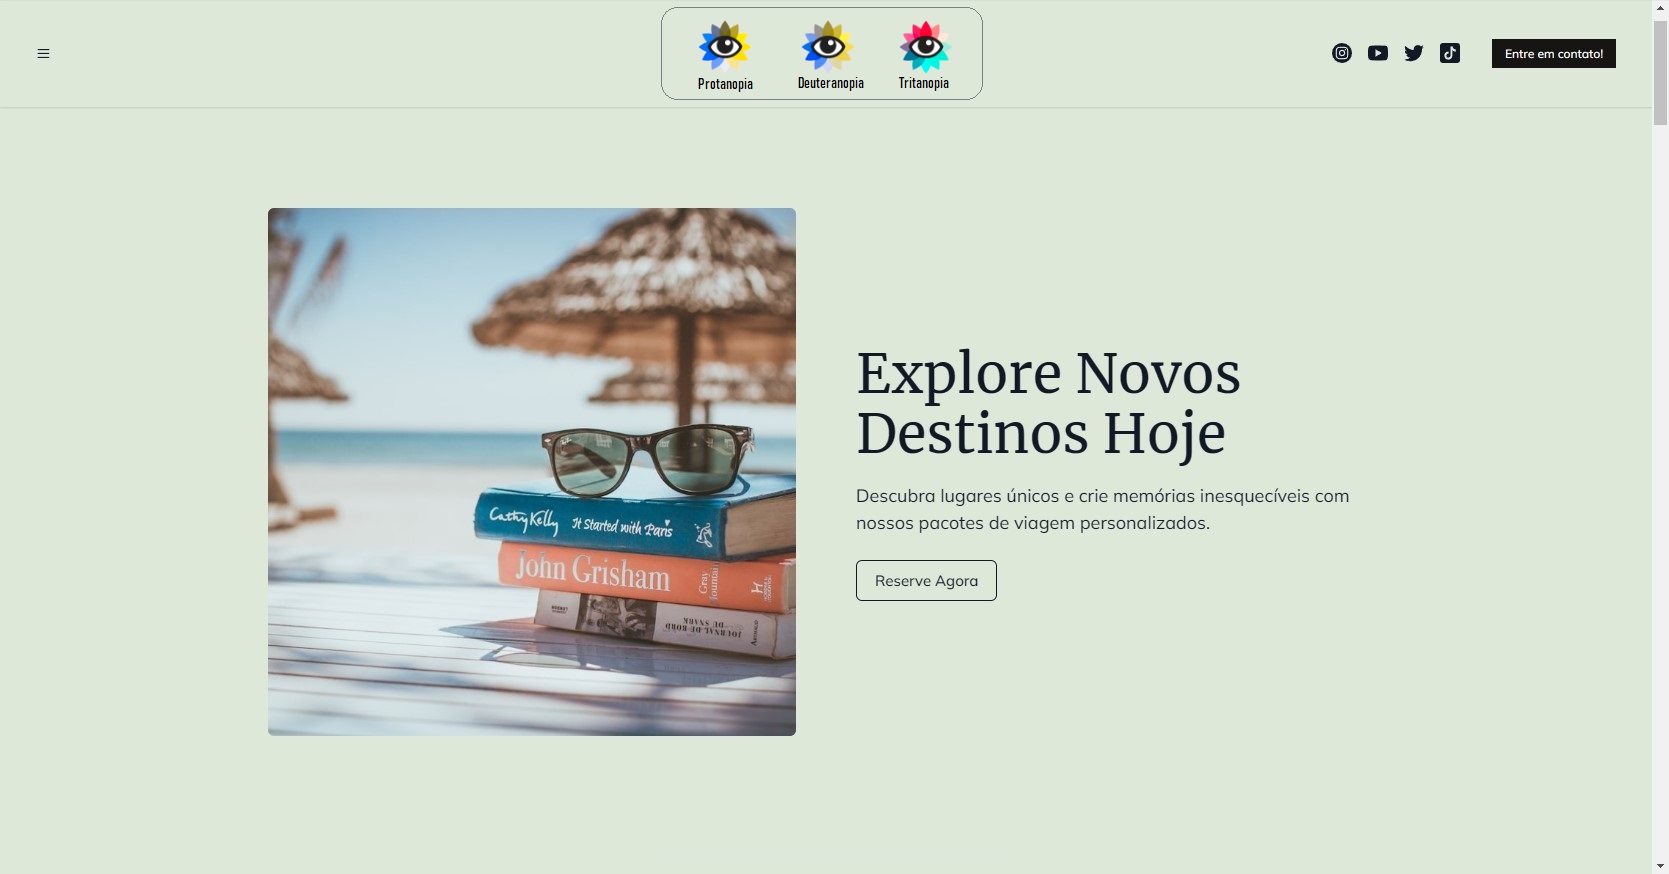 Protanopia
Deuteranopia
Tritanopia
Entre em contato!
Explore Novos
Destinos Hoje
Descubra lugares únicos e crie memórias inesquecíveis com
nossos pacotes de viagem personalizados.
Reserve Agora
Cathy Kelly It Started with Paris
John Grisham
Gray
Mountain
JOURNAL DE BORD
DE SNARK